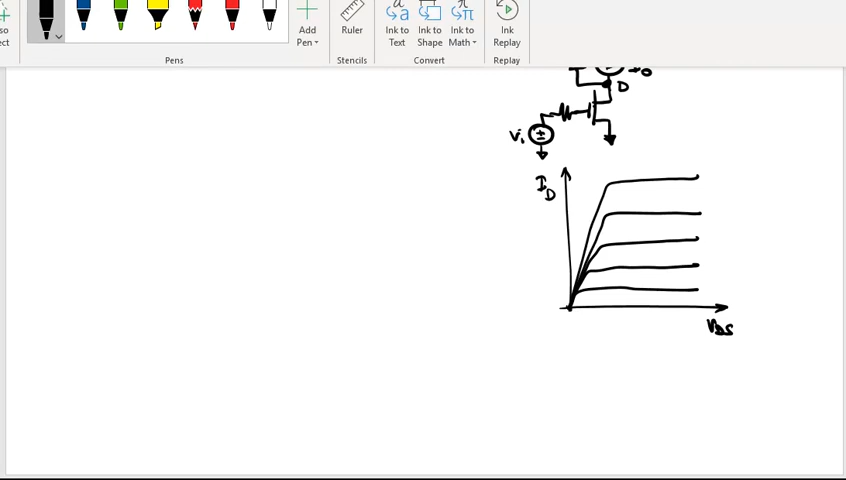 Add
Pen
Ruler
Ink to
Text
Ink to
Shape
Ink to
Math
Ink
Replay
Pens
Stencils
Convert
Replay
D
Vi
ID
VDS